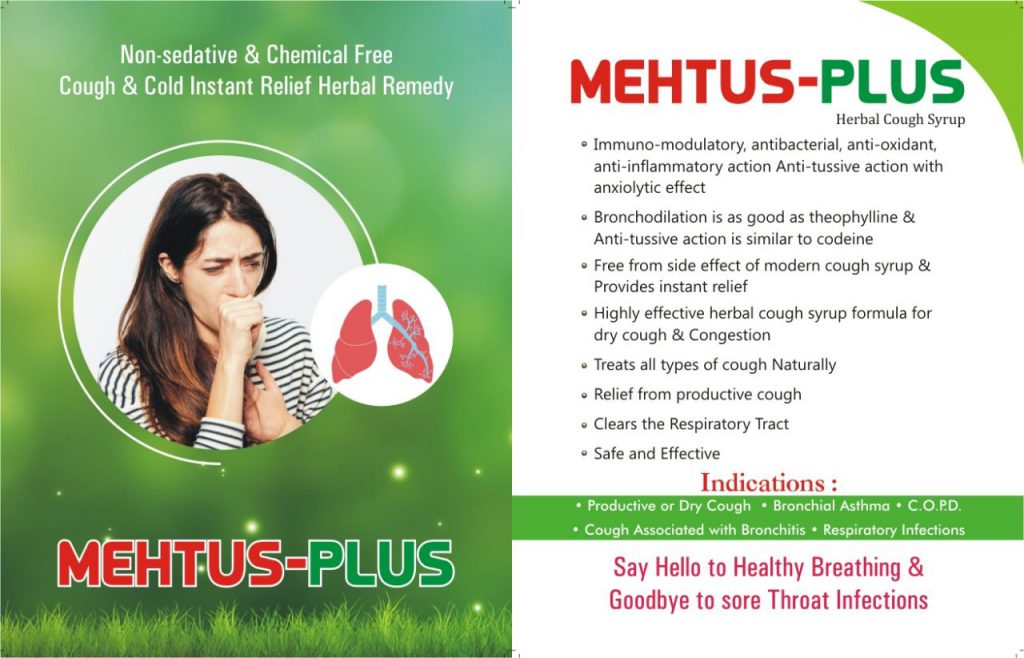 Non-sedative & Chemical Free
Cough & Cold Instant Relief Herbal Remedy
MEHTUS-PLUS
MEHTUS-PLUS
Herbal Cough Syrup
• Immuno-modulatory, antibacterial, anti-oxidant,
anti-inflammatory action Anti-tussive action with
anxiolytic effect
• Bronchodilation is as good as theophylline &
Anti-tussive action is similar to codeine
• Free from side effect of modern cough syrup &
Provides instant relief
• Highly effective herbal cough syrup formula for
dry cough & Congestion
• Treats all types of cough Naturally
• Relief from productive cough
• Clears the Respiratory Tract
• Safe and Effective
Indications :
• Productive or Dry Cough • Bronchial Asthma • C.O.P.D.
• Cough Associated with Bronchitis • Respiratory Infections
Say Hello to Healthy Breathing &
Goodbye to sore Throat Infections